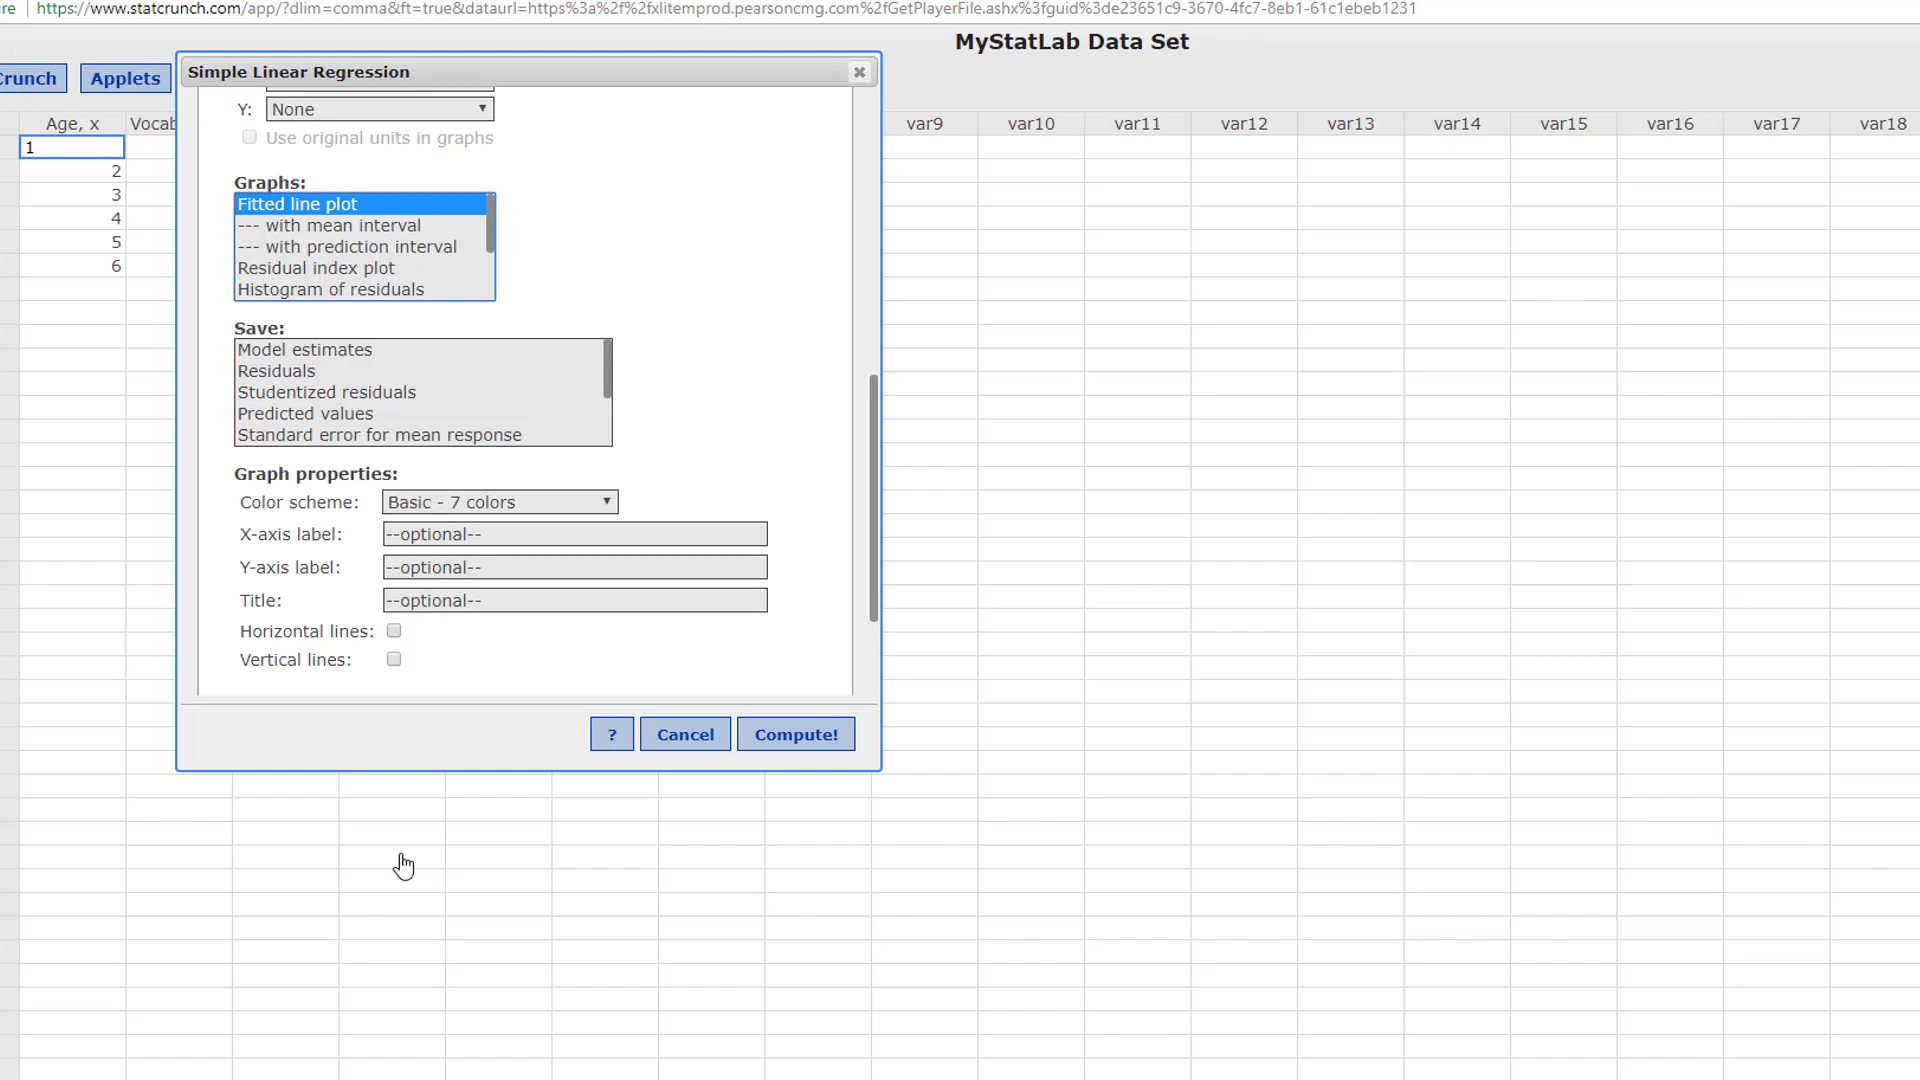 re https://www.statcrunch.com/app/?dlim=comma&ft=true&dataurl=https%3a%2f%2fxlitemprod.pearsoncmg.com%2fGetPlayerFile.ashx%3fguid%3de23651c9-3670-4fc7-8eb1-61c1ebeb1231
MyStatLab Data Set
Crunch Applets
Simple Linear Regression
Y: None
Use original units in graphs
Graphs:
Fitted line plot
--- with mean interval
--- with prediction interval
Residual index plot
Histogram of residuals
Save:
Model estimates
Residuals
Studentized residuals
Predicted values
Standard error for mean response
Graph properties:
Color scheme: Basic - 7 colors
X-axis label: --optional--
Y-axis label: --optional--
Title: --optional--
Horizontal lines:
Vertical lines:
? Cancel Compute!
Age, x Vocab var9 var10 var11 var12 var13 var14 var15 var16 var17 var18
1
2
3
4
5
6